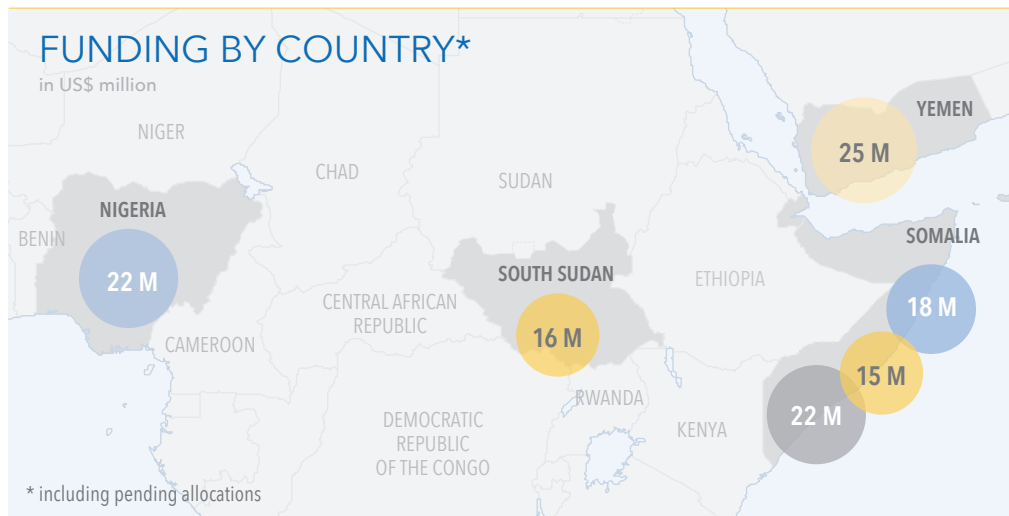 FUNDING BY COUNTRY*
in US$ million
YEMEN
NIGER
25 M
CHAD
SUDAN
NIGERIA
BENIN
SOMALIA
SOUTH SUDAN
ETHIOPIA
22 M
CENTRAL AFRICAN
REPUBLIC
18 M
16 M
CAMEROON
15 M
RWANDA
22 M
DEMOCRATIC
REPUBLIC
OF THE CONGO
KENYA
* including pending allocations